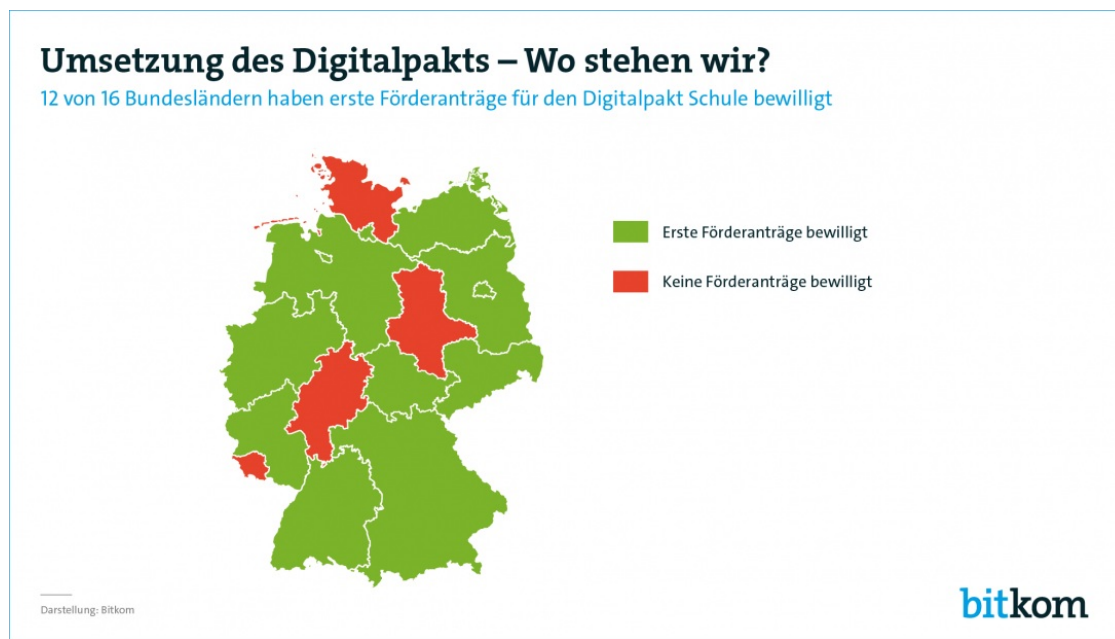 Umsetzung des Digitalpakts – Wo stehen wir?
12 von 16 Bundesländern haben erste Förderanträge für den Digitalpakt Schule bewilligt
Erste Förderanträge bewilligt
Keine Förderanträge bewilligt
Darstellung: Bitkom
bitkom